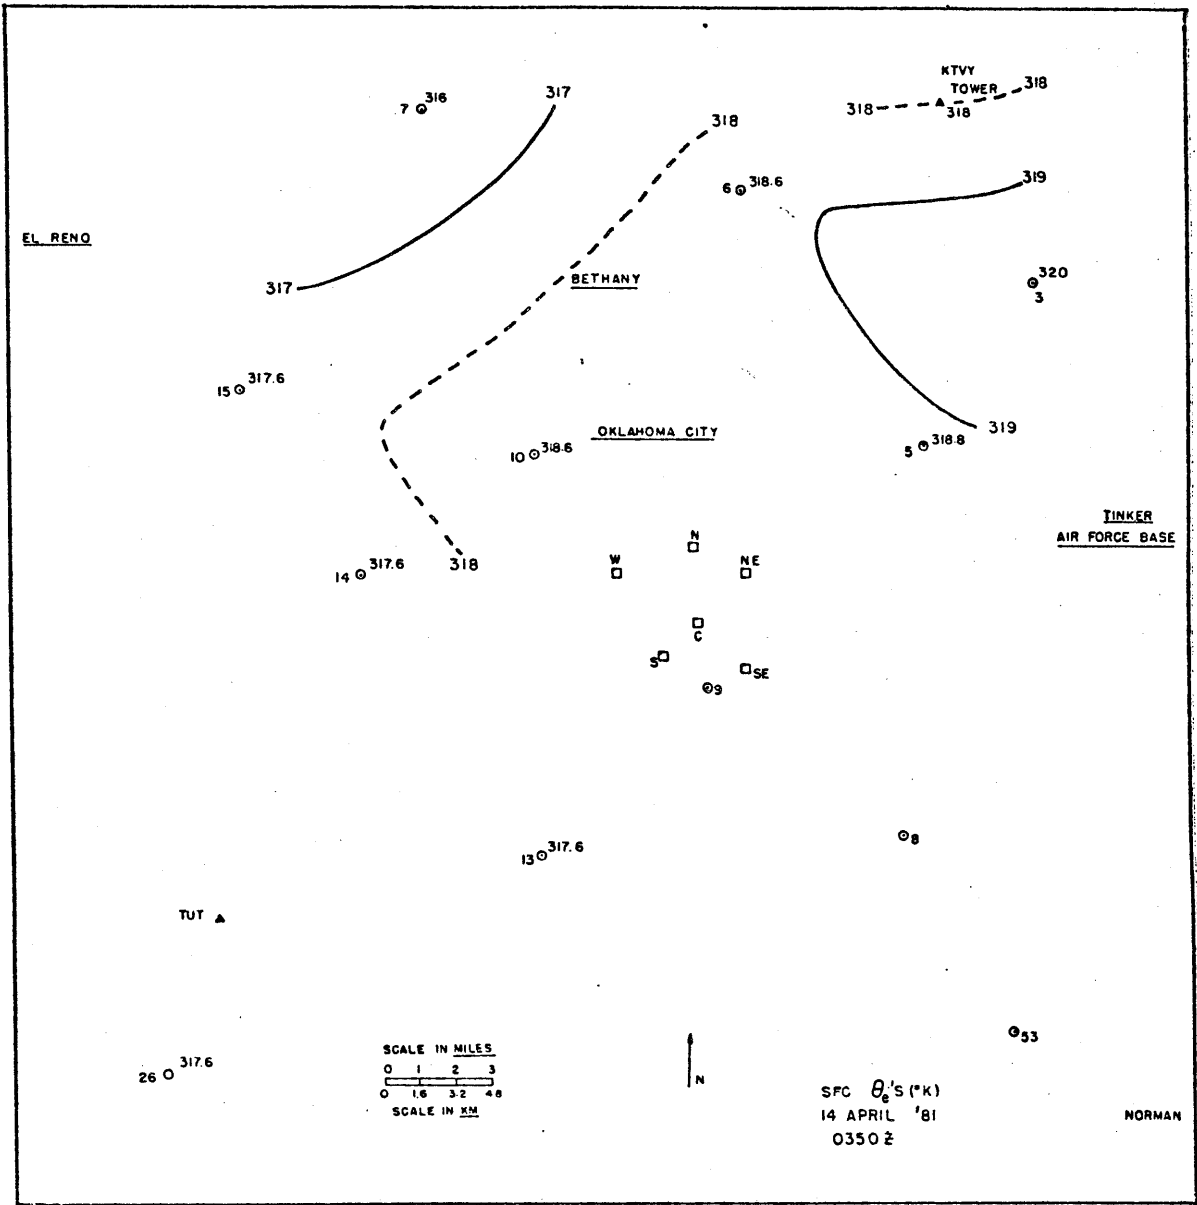 KTVY
TOWER
318
318
318
7 316
317
318
6 318.6
319
EL RENO
BETHANY
317
320
3
15 317.6
OKLAHOMA CITY
319
10 318.6
5 318.8
TINKER
AIR FORCE BASE
N
W
NE
14 317.6
318
C
S
SE
9
8
13 317.6
TUT
53
26 317.6
SCALE IN MILES
0 1 2 3
0 1.6 3.2 4.8
SCALE IN KM
N
SFC θe'S (°K)
14 APRIL '81
0350 Z
NORMAN